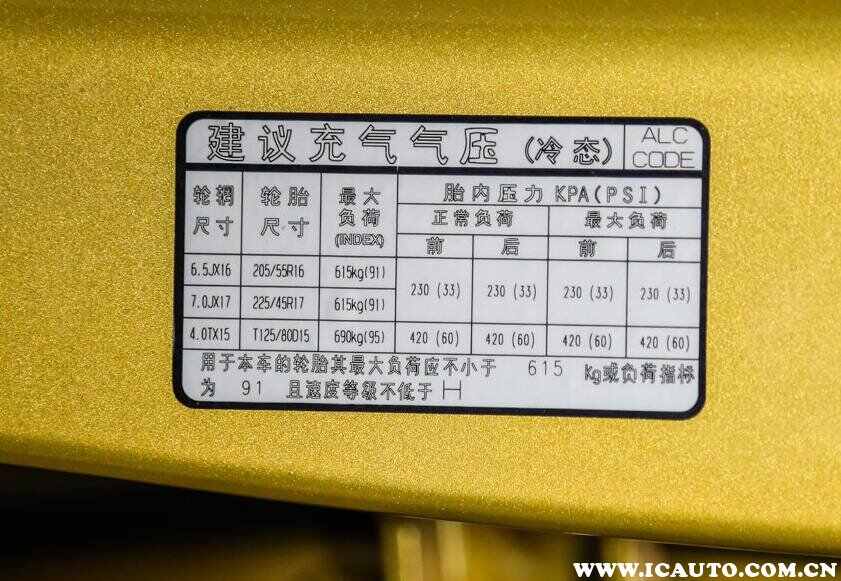 建议充气气压(冷态) ALC CODE
轮辋尺寸 轮胎尺寸 最大负荷(INDEX) 胎内压力 KPA(PSI)
正常负荷 最大负荷
前 后 前 后
6.5JX16 205/55R16 615kg(91) 230 (33) 230 (33) 230 (33) 230 (33)
7.0JX17 225/45R17 615kg(91)
4.0TX15 T125/80D15 690kg(95) 420 (60) 420 (60) 420 (60) 420 (60)
用于本车的轮胎其最大负荷应不小于 615 Kg或负荷指标
为 91 且速度等级不低于 H
WWW.ICAUTO.COM.CN